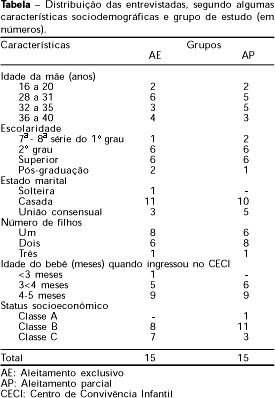 Tabela – Distribuição das entrevistadas, segundo algumas
características sociodemográficas e grupo de estudo (em
números).
Características Grupos
AE AP
Idade da mãe (anos)
16 a 20 2 2
28 a 31 6 5
32 a 35 3 5
36 a 40 4 3
Escolaridade
7ª- 8ª série do 1º grau 1 2
2º grau 6 6
Superior 6 6
Pós-graduação 2 1
Estado marital
Solteira 1 -
Casada 11 10
União consensual 3 5
Número de filhos
Um 8 6
Dois 6 8
Três 1 1
Idade do bebê (meses) quando ingressou no CECI
<3 meses 1 -
3<4 meses 5 6
4-5 meses 9 9
Status socioeconômico
Classe A - 1
Classe B 8 11
Classe C 7 3
Total 15 15
AE: Aleitamento exclusivo
AP: Aleitamento parcial
CECI: Centro de Convivência Infantil